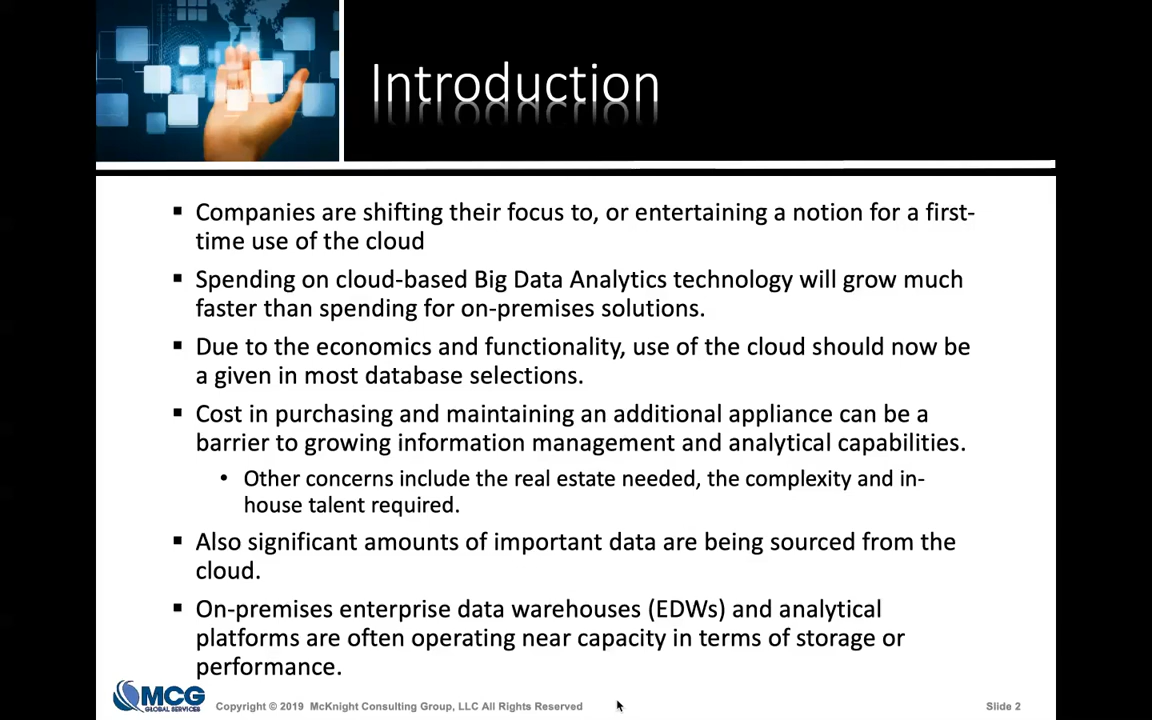 Introduction
▪ Companies are shifting their focus to, or entertaining a notion for a first-
time use of the cloud
▪ Spending on cloud-based Big Data Analytics technology will grow much
faster than spending for on-premises solutions.
▪ Due to the economics and functionality, use of the cloud should now be
a given in most database selections.
▪ Cost in purchasing and maintaining an additional appliance can be a
barrier to growing information management and analytical capabilities.
• Other concerns include the real estate needed, the complexity and in-
house talent required.
▪ Also significant amounts of important data are being sourced from the
cloud.
▪ On-premises enterprise data warehouses (EDWs) and analytical
platforms are often operating near capacity in terms of storage or
performance.
MCG
GLOBAL SERVICES
Copyright © 2019 McKnight Consulting Group, LLC All Rights Reserved
Slide 2